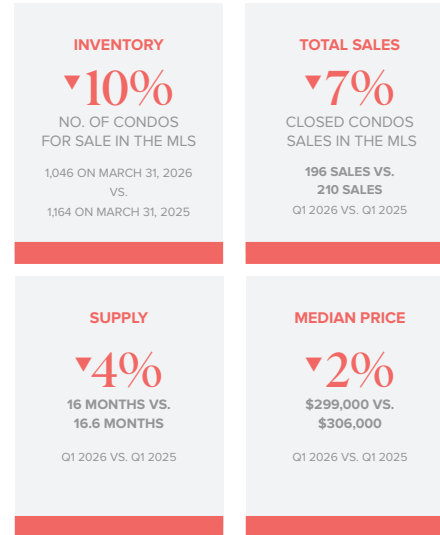 INVENTORY
▼10%
NO. OF CONDOS
FOR SALE IN THE MLS
1,046 ON MARCH 31, 2026
VS.
1,164 ON MARCH 31, 2025
TOTAL SALES
▼7%
CLOSED CONDOS
SALES IN THE MLS
196 SALES VS.
210 SALES
Q1 2026 VS. Q1 2025
SUPPLY
▼4%
16 MONTHS VS.
16.6 MONTHS
Q1 2026 VS. Q1 2025
MEDIAN PRICE
▼2%
$299,000 VS.
$306,000
Q1 2026 VS. Q1 2025